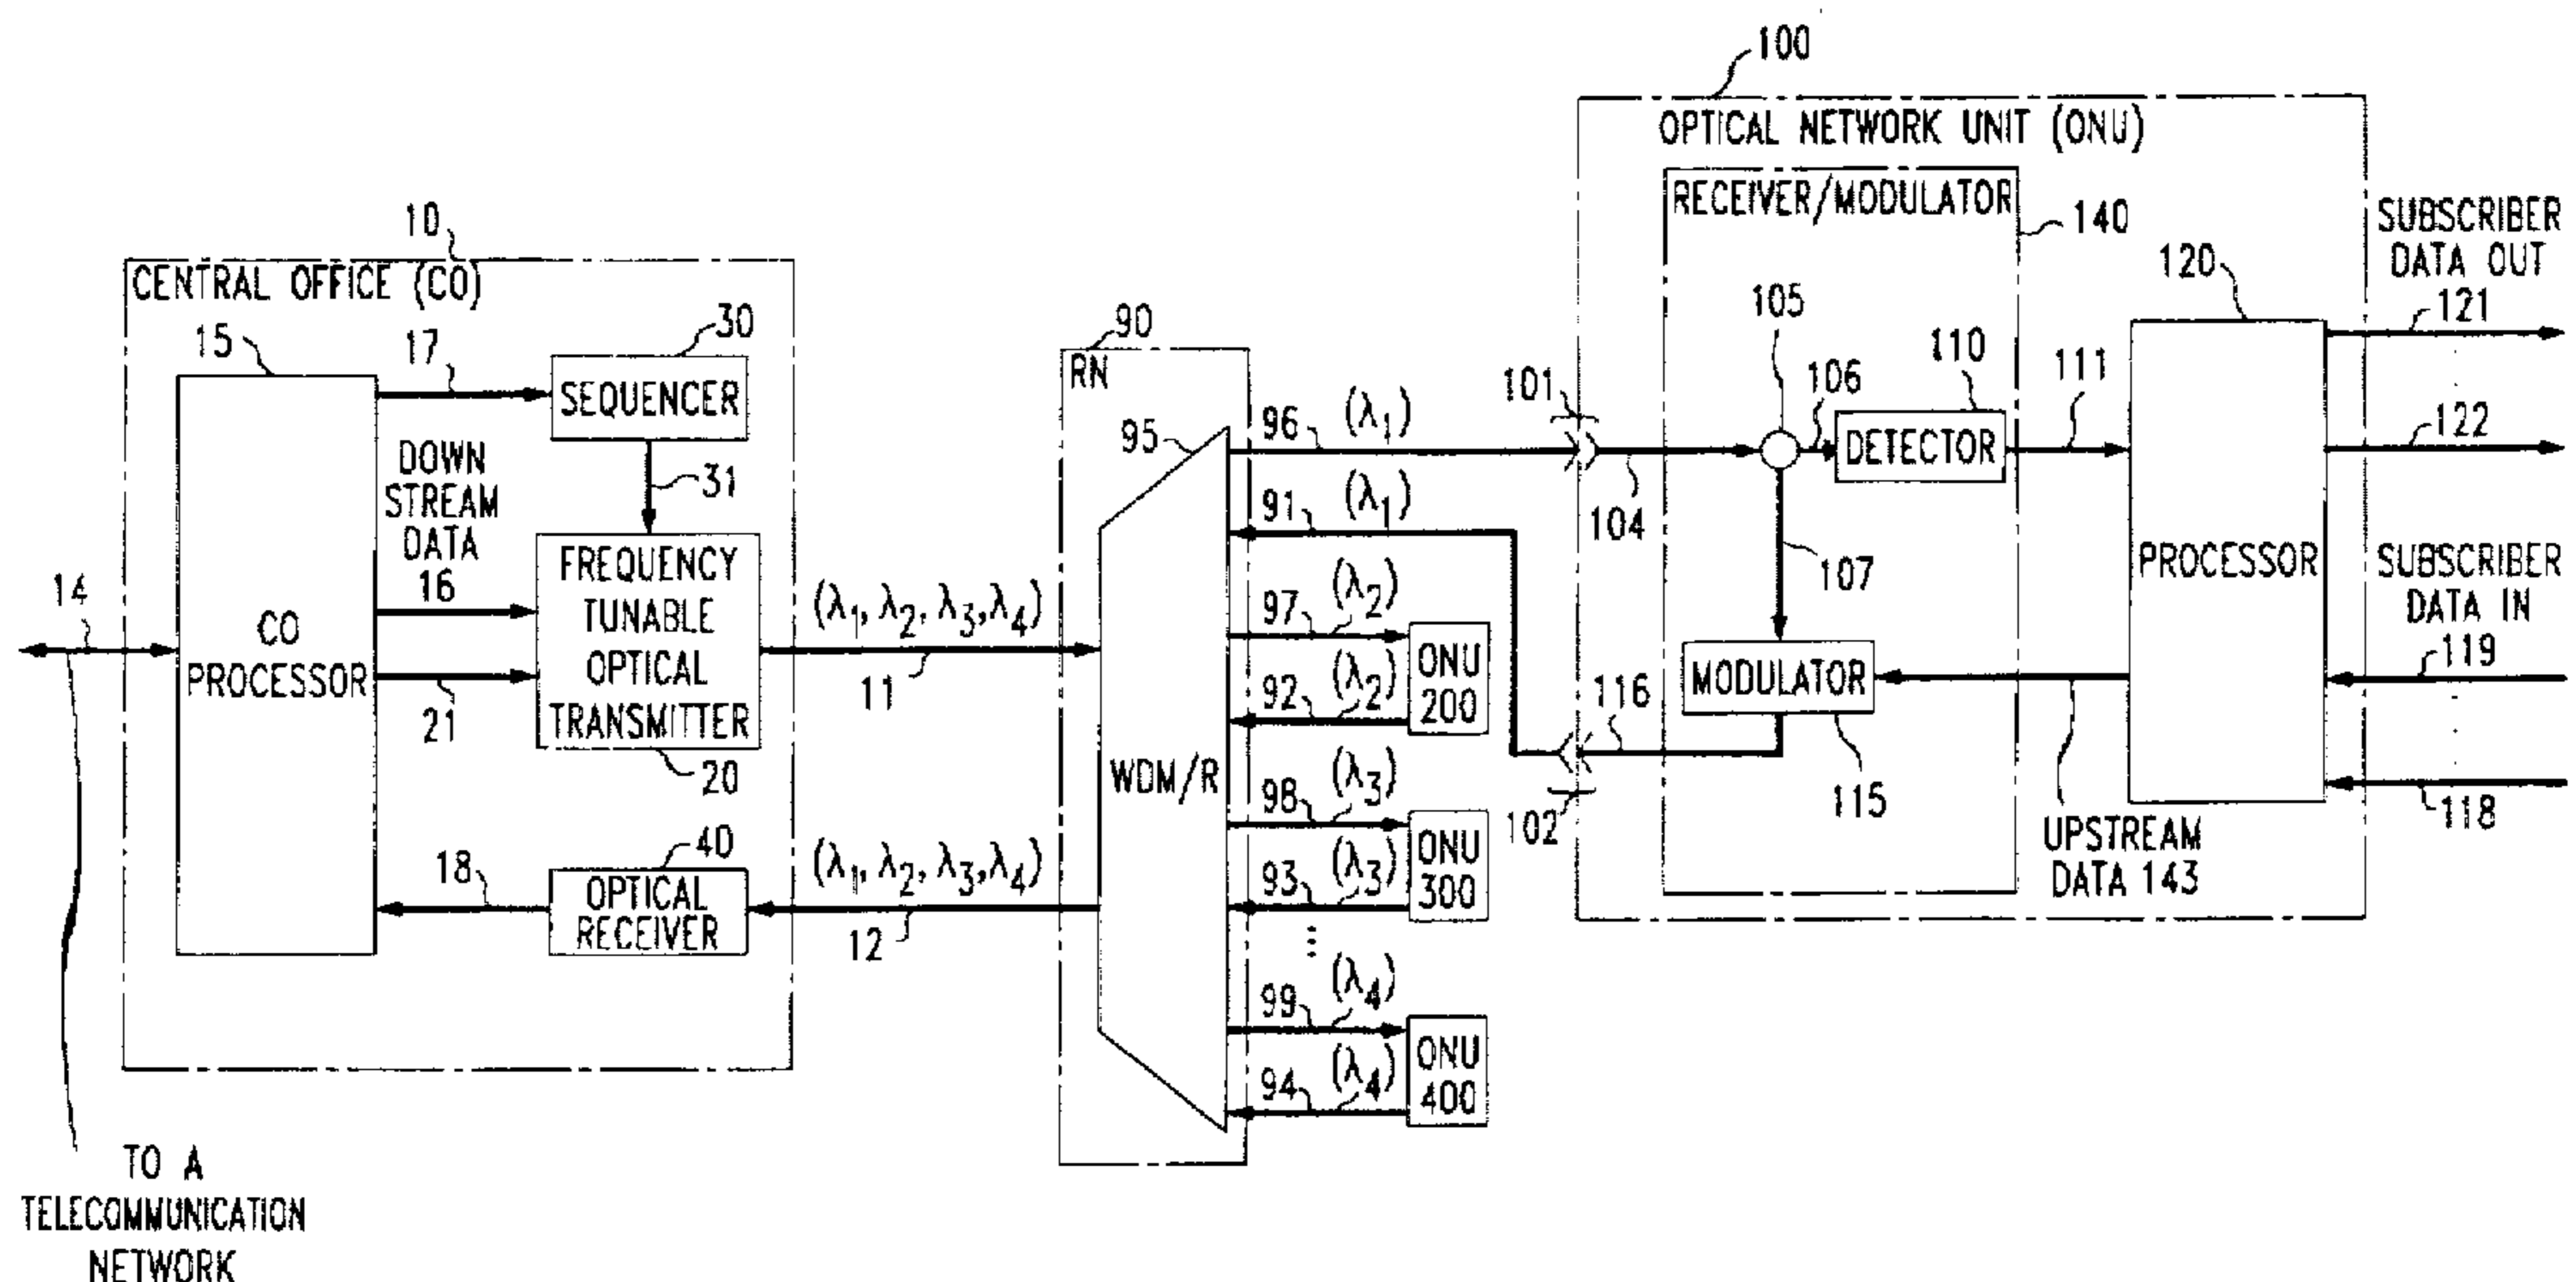 100
OPTICAL NETWORK UNIT (ONU)
RECEIVER/MODULATOR
140
SUBSCRIBER
DATA OUT
121
122
120
PROCESSOR
SUBSCRIBER
DATA IN
119
118
105
106
110
DETECTOR
111
101
104
107
MODULATOR
115
116
102
UPSTREAM
DATA 143
10
CENTRAL OFFICE (CO)
15
17
30
SEQUENCER
31
DOWN
STREAM
DATA
16
21
14
CO
PROCESSOR
FREQUENCY
TUNABLE
OPTICAL
TRANSMITTER
20
18
40
OPTICAL
RECEIVER
(λ1, λ2, λ3, λ4)
11
(λ1, λ2, λ3, λ4)
12
90
RN
95
WDM/R
96 (λ1)
91 (λ1)
97 (λ2)
92 (λ2)
ONU
200
98 (λ3)
93 (λ3)
ONU
300
...
99 (λ4)
94 (λ4)
ONU
400
TO A
TELECOMMUNICATION
NETWORK